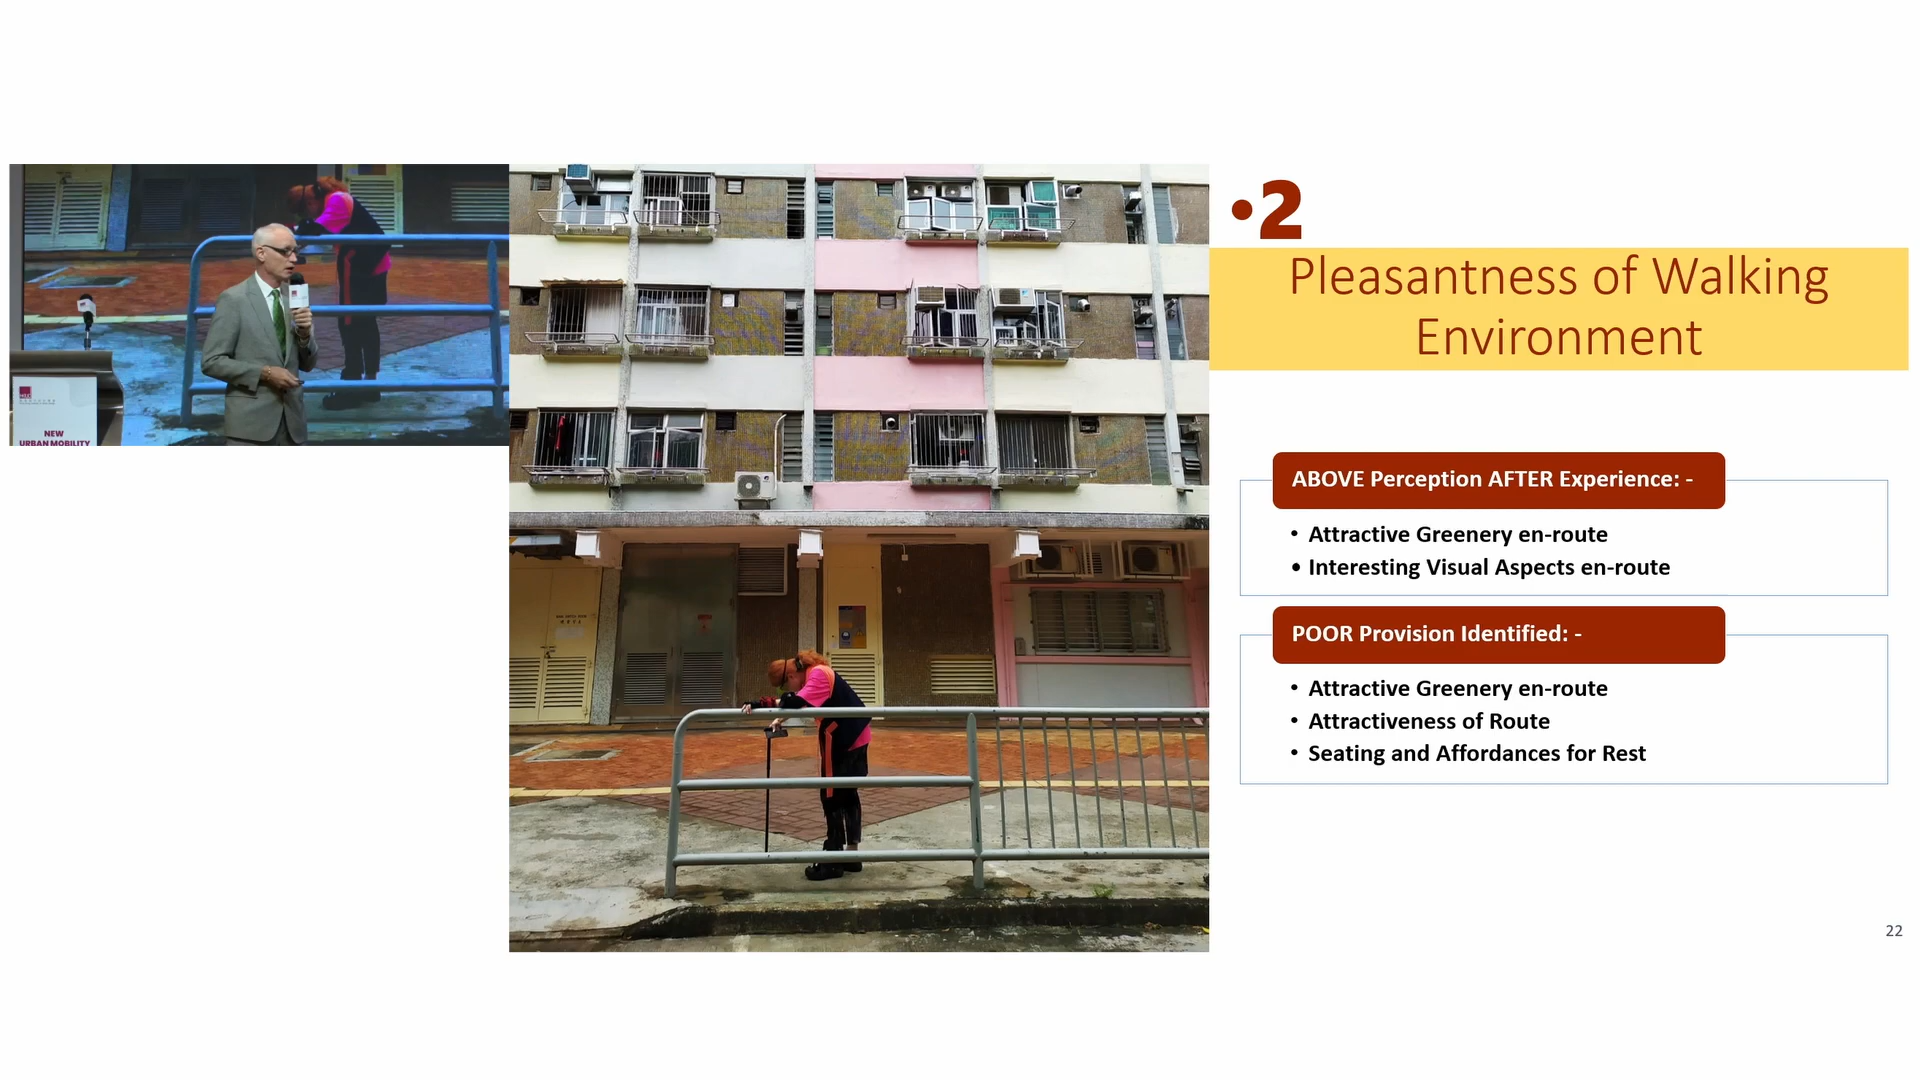 NEW
URBAN MOBILITY
•2
Pleasantness of Walking
Environment
ABOVE Perception AFTER Experience: -
• Attractive Greenery en-route
• Interesting Visual Aspects en-route
POOR Provision Identified: -
• Attractive Greenery en-route
• Attractiveness of Route
• Seating and Affordances for Rest
22